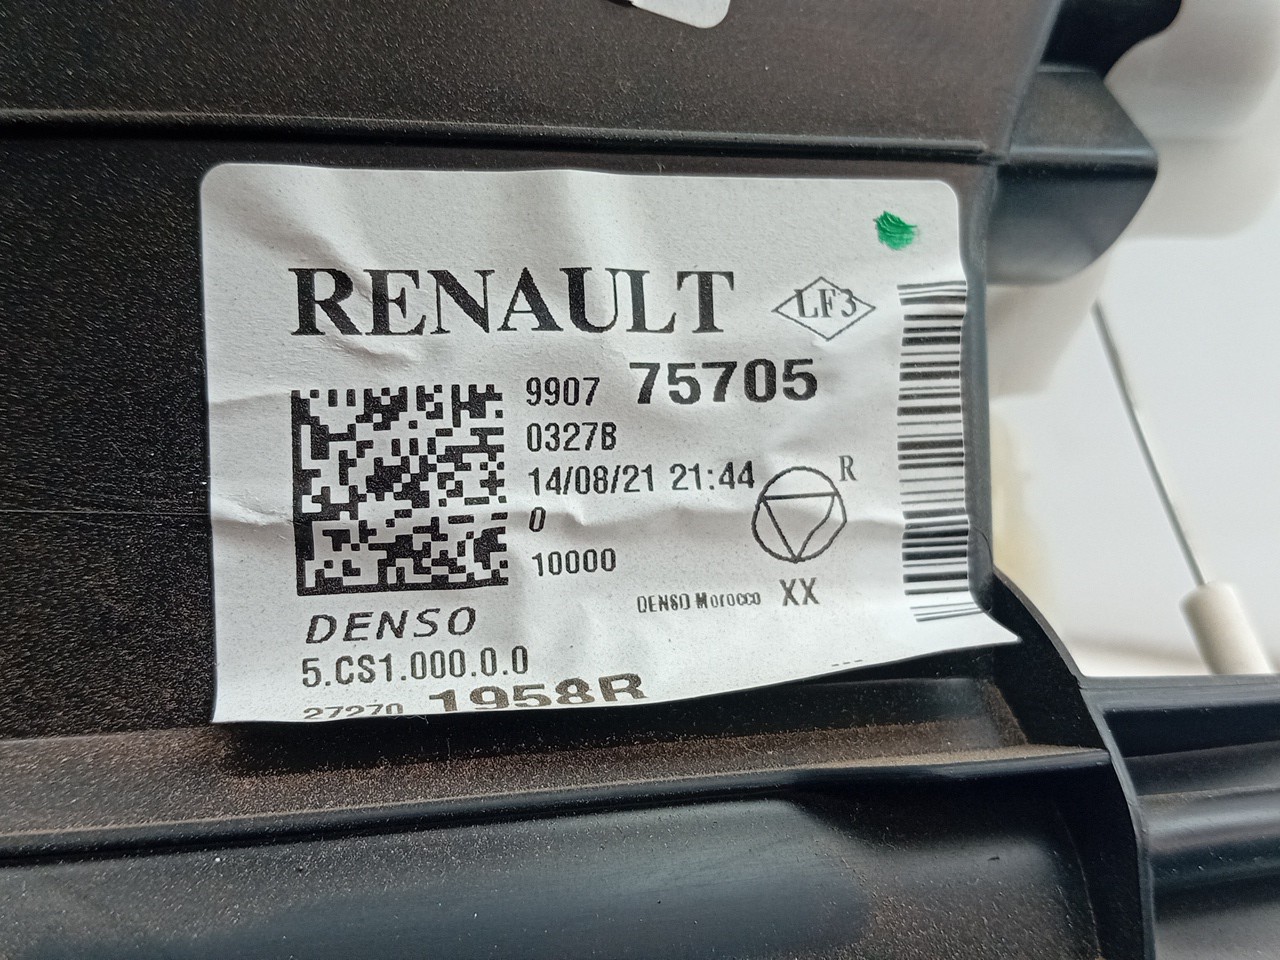 RENAULT LF3
9907 75705
0327B
14/08/21 21:44
R
0
10000
DENSO Morocco XX
DENSO
5.CS1.000.0.0
---
27270 1958R